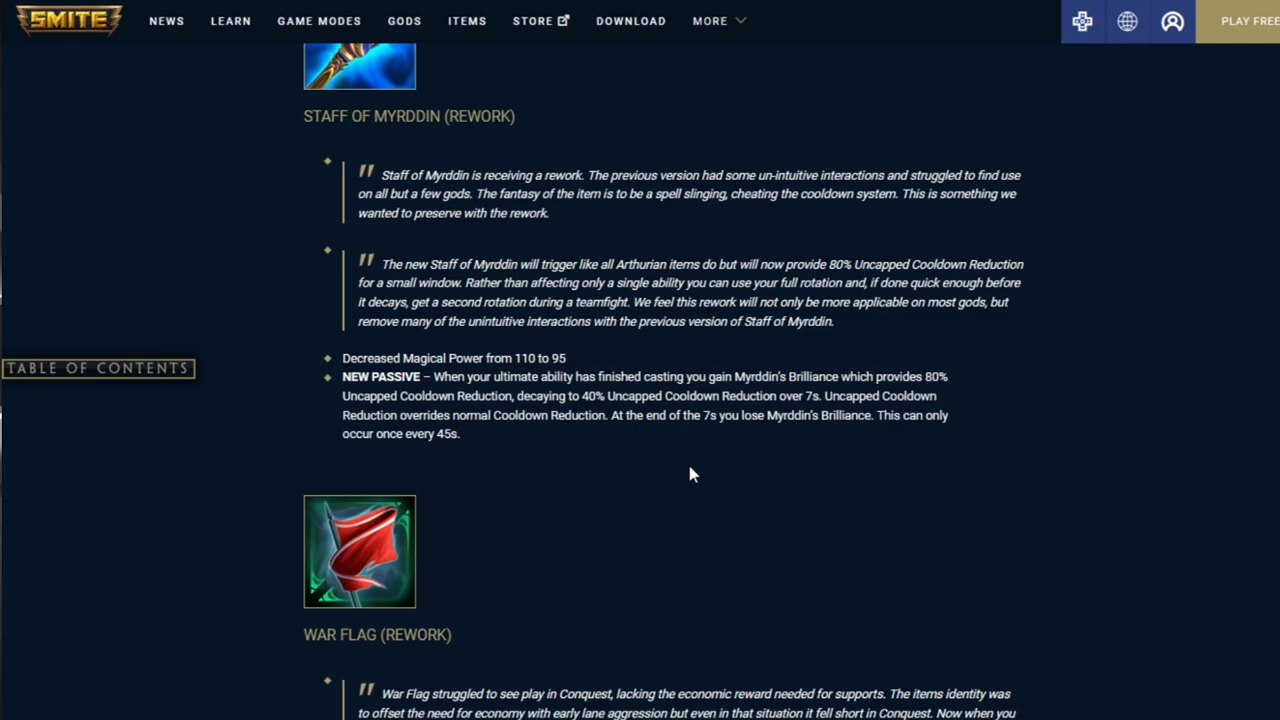 SMITE NEWS LEARN GAME MODES GODS ITEMS STORE DOWNLOAD MORE PLAY FREE
STAFF OF MYRDDIN (REWORK)
" Staff of Myrddin is receiving a rework. The previous version had some un-intuitive interactions and struggled to find use
on all but a few gods. The fantasy of the item is to be a spell slinging, cheating the cooldown system. This is something we
wanted to preserve with the rework.
" The new Staff of Myrddin will trigger like all Arthurian items do but will now provide 80% Uncapped Cooldown Reduction
for a small window. Rather than affecting only a single ability you can use your full rotation and, if done quick enough before
it decays, get a second rotation during a teamfight. We feel this rework will not only be more applicable on most gods, but
remove many of the unintuitive interactions with the previous version of Staff of Myrddin.
Decreased Magical Power from 110 to 95
TABLE OF CONTENTS
NEW PASSIVE – When your ultimate ability has finished casting you gain Myrddin's Brilliance which provides 80%
Uncapped Cooldown Reduction, decaying to 40% Uncapped Cooldown Reduction over 7s. Uncapped Cooldown
Reduction overrides normal Cooldown Reduction. At the end of the 7s you lose Myrddin's Brilliance. This can only
occur once every 45s.
WAR FLAG (REWORK)
" War Flag struggled to see play in Conquest, lacking the economic reward needed for supports. The items identity was
to offset the need for economy with early lane aggression but even in that situation it fell short in Conquest. Now when you